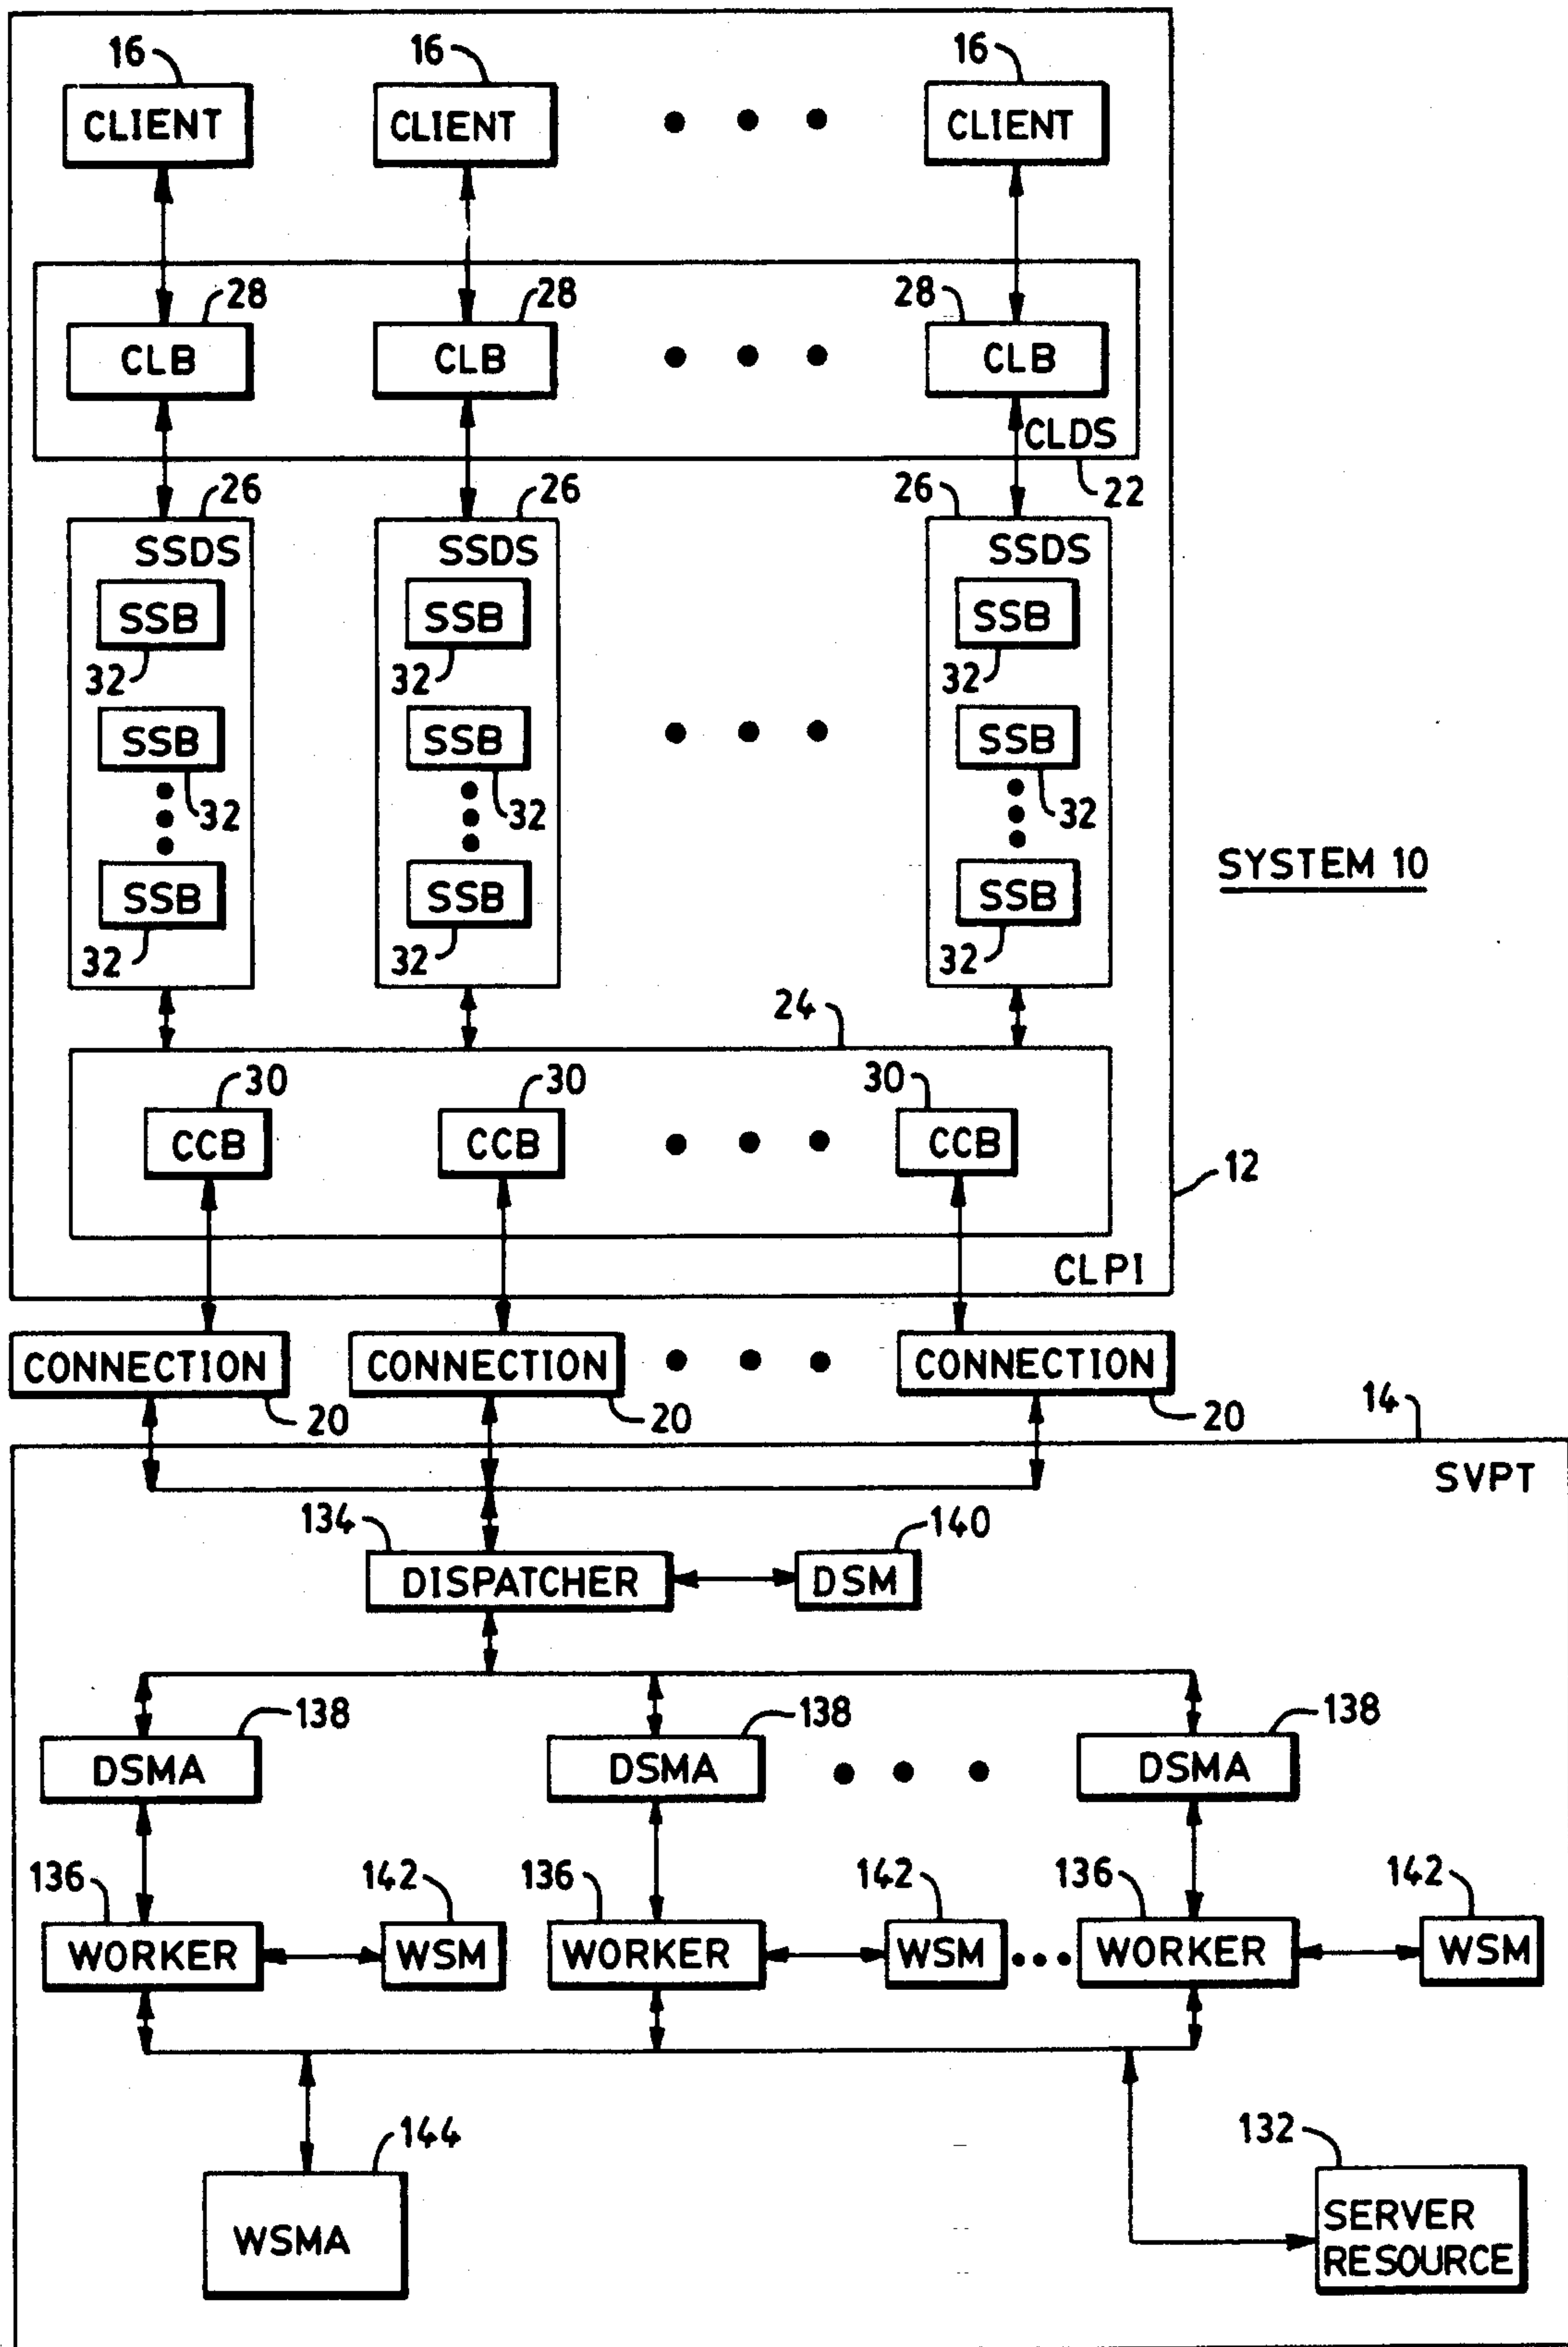 16 16 16
CLIENT CLIENT CLIENT
28 28 28
CLB CLB CLB
CLDS
22
26 26 26
SSDS SSDS SSDS
SSB SSB SSB
32 32 32
SSB SSB SSB
32 32 32
SSB SSB SSB
32 32 32
SYSTEM 10
24
30 30 30
CCB CCB CCB
12
CLPI
CONNECTION CONNECTION CONNECTION
20 20 20
14
SVPT
134 140
DISPATCHER DSM
138 138 138
DSMA DSMA DSMA
136 142 136 142 136 142
WORKER WSM WORKER WSM WORKER WSM
144 132
WSMA
SERVER
RESOURCE